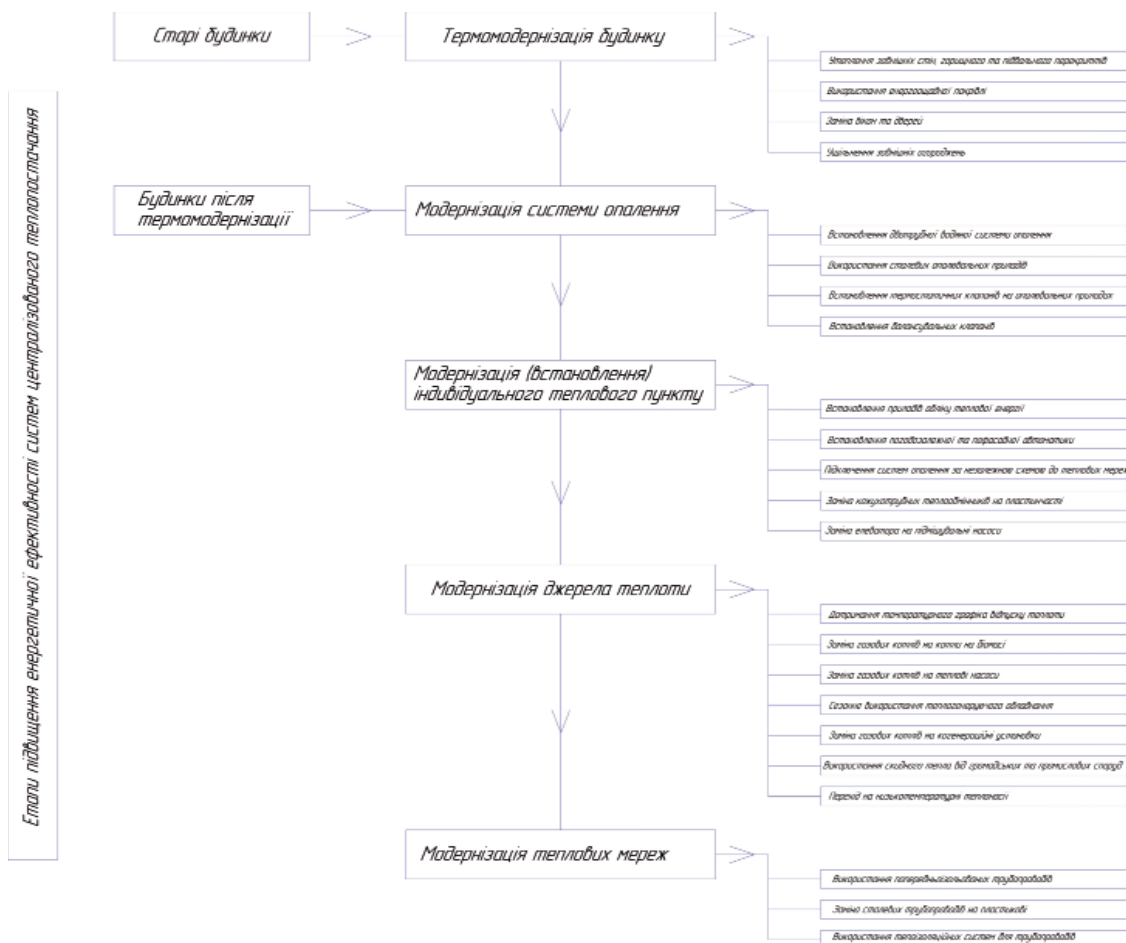 Старі будинки
Термомодернізація будинку
Утеплення зовнішніх стін, горищного та підвального перекриттів
Використання енергоощадної покрівлі
Заміна вікон та дверей
Ущільнення зовнішніх огороджень
Етапи підвищення енергетичної ефективності систем централізованого теплопостачання
Будинки після
термомодернізації
Модернізація системи опалення
Встановлення двотрубної водяної системи опалення
Використання сталевих опалювальних приладів
Встановлення термостатичних клапанів на опалювальних приладах
Встановлення балансувальних клапанів
Модернізація (встановлення)
індивідуального теплового пункту
Встановлення приладів обліку теплової енергії
Встановлення погодозалежної та пофасадної автоматики
Підключення систем опалення за незалежною схемою до теплових мереж
Заміна кожухотрубних теплообмінників на пластинчасті
Заміна елеватора на підмішувальні насоси
Модернізація джерела теплоти
Дотримання температурного графіка відпуску теплоти
Заміна газових котлів на котли на біомасі
Заміна газових котлів на теплові насоси
Сезонне використання теплогенеруючого обладнання
Заміна газових котлів на когенераційні установки
Використання скидного тепла від громадських та промислових споруд
Перехід на низькотемпературні теплоносії
Модернізація теплових мереж
Використання попередньоізольованих трубопроводів
Заміна сталевих трубопроводів на пластикові
Використання теплоізоляційних систем для трубопроводів